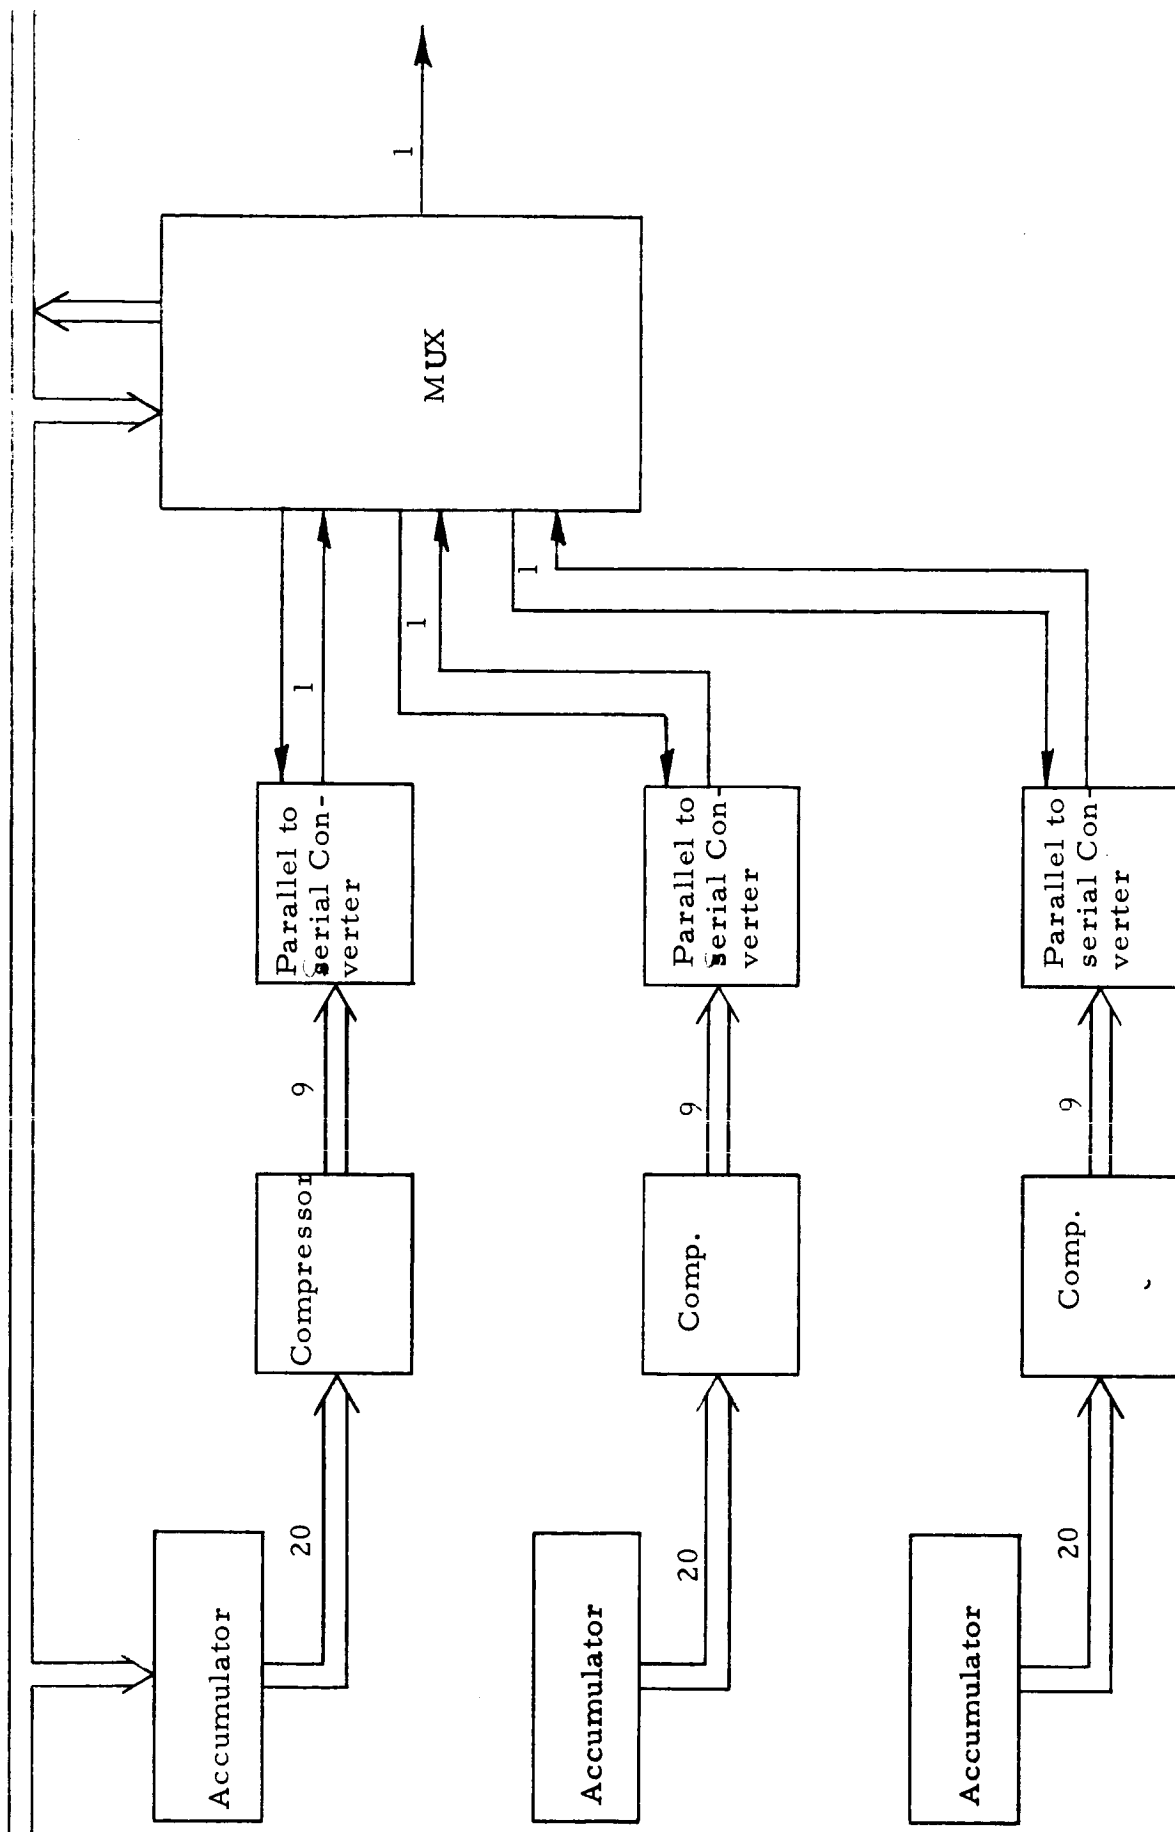 Accumulator
20
Compressor
9
Parallel to
serial Con-
verter
1
MUX
1
Accumulator
20
Comp.
9
Parallel to
serial Con-
verter
1
Accumulator
20
Comp.
9
Parallel to
serial Con-
verter
1